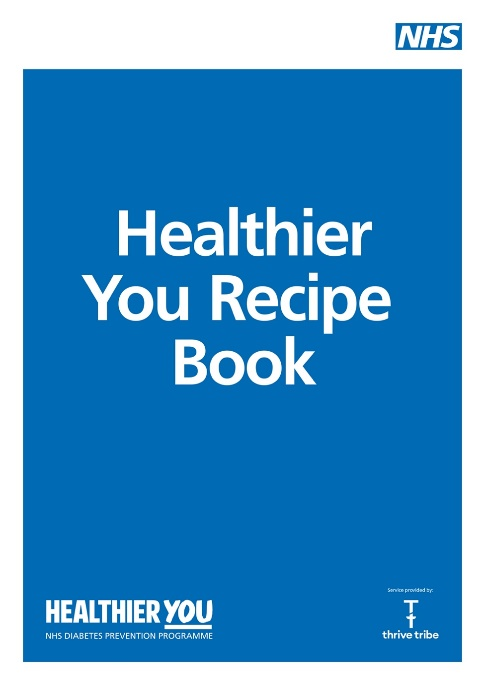 NHS
Healthier
You Recipe
Book
HEALTHIER YOU
NHS DIABETES PREVENTION PROGRAMME
Service provided by:
thrive tribe